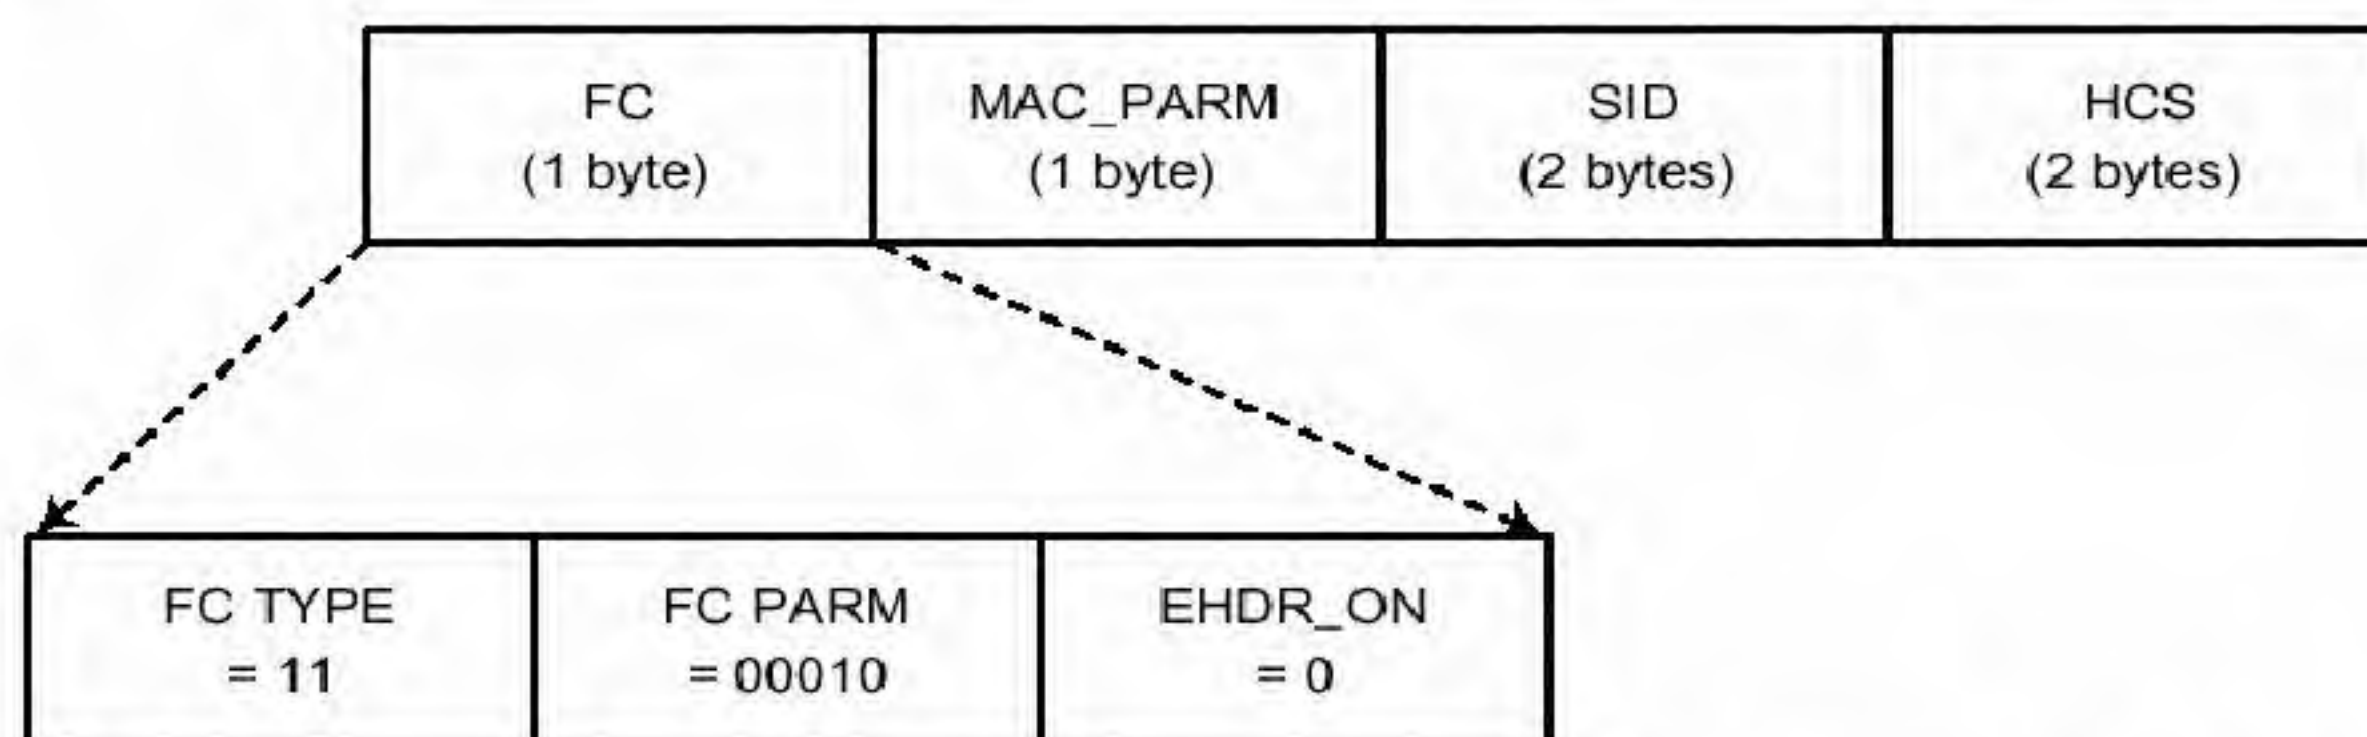 FC
(1 byte)
MAC_PARM
(1 byte)
SID
(2 bytes)
HCS
(2 bytes)
FC TYPE
= 11
FC PARM
= 00010
EHDR_ON
= 0